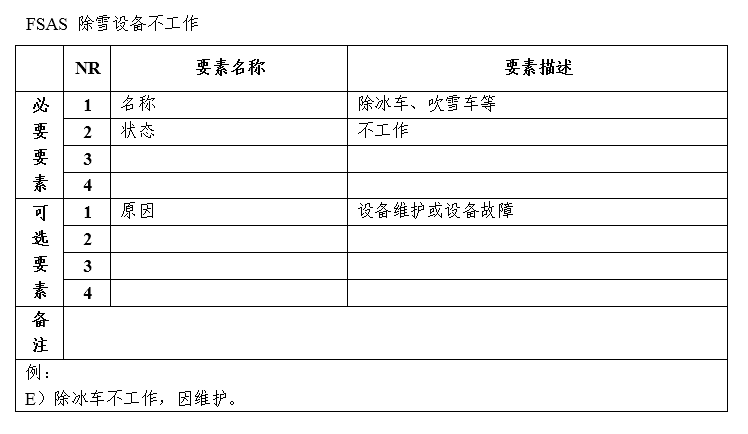 FSAS 除雪设备不工作
NR 要素名称 要素描述
必要要素
1 名称 除冰车、吹雪车等
2 状态 不工作
3
4
可选要素
1 原因 设备维护或设备故障
2
3
4
备注
例：
E）除冰车不工作，因维护。